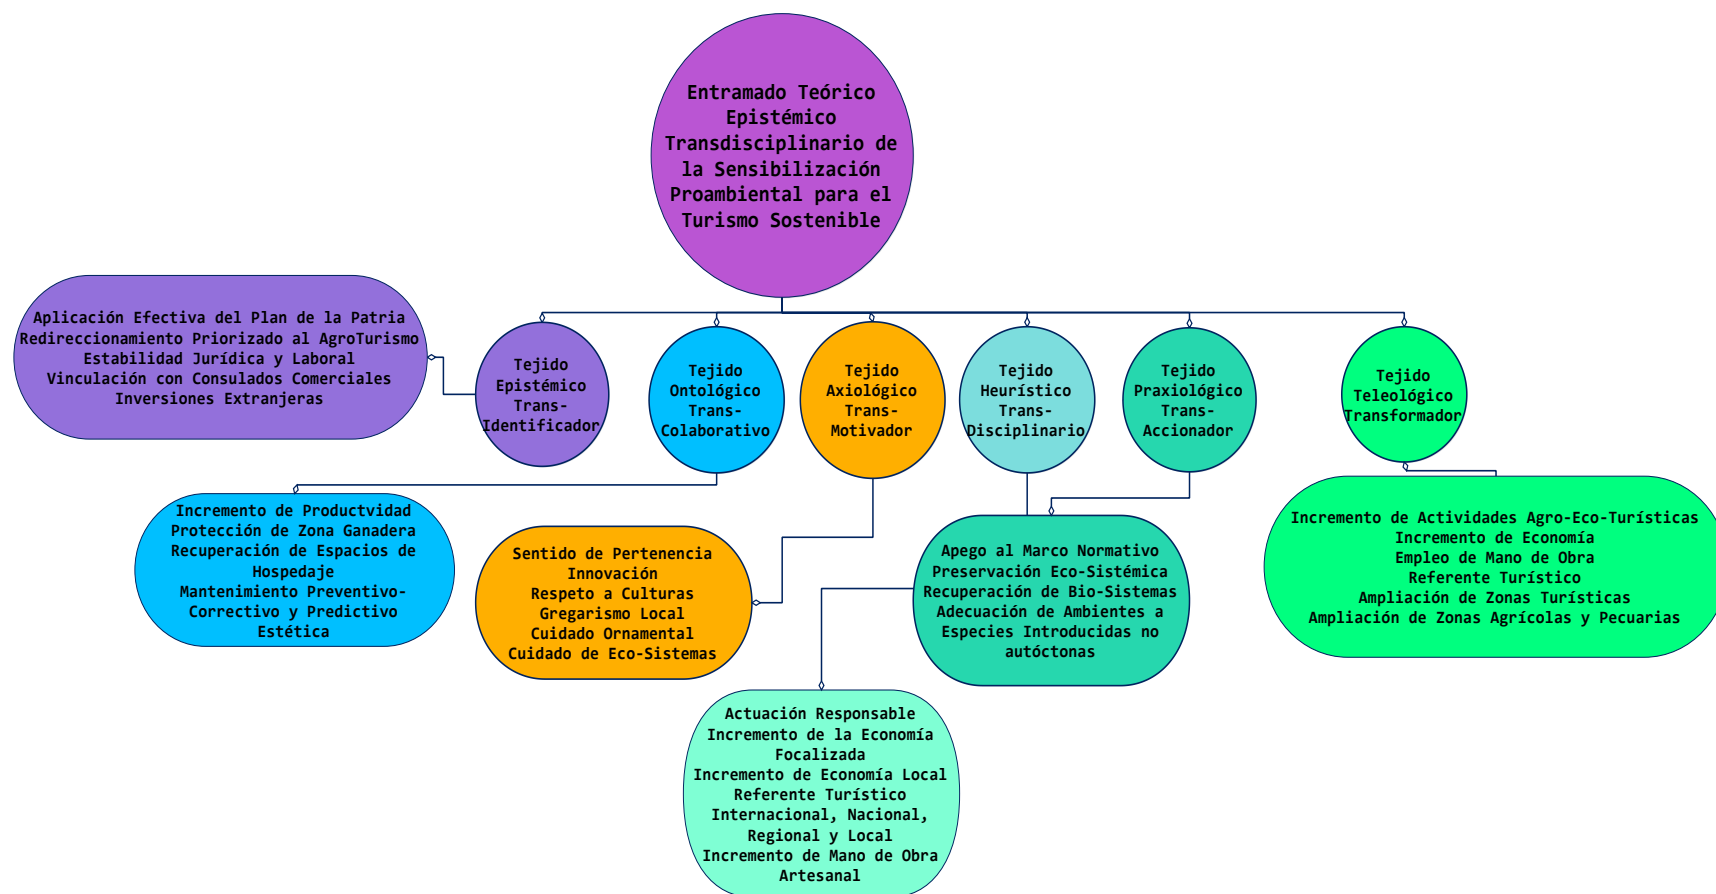 Entramado Teórico
Epistémico
Transdisciplinario de
la Sensibilización
Proambiental para el
Turismo Sostenible
Aplicación Efectiva del Plan de la Patria
Redireccionamiento Priorizado al AgroTurismo
Estabilidad Jurídica y Laboral
Vinculación con Consulados Comerciales
Inversiones Extranjeras
Tejido
Epistémico
Trans-
Identificador
Tejido
Ontológico
Trans-
Colaborativo
Tejido
Axiológico
Trans-
Motivador
Tejido
Heurístico
Trans-
Disciplinario
Tejido
Praxiológico
Trans-
Accionador
Tejido
Teleológico
Transformador
Incremento de Productvidad
Protección de Zona Ganadera
Recuperación de Espacios de
Hospedaje
Mantenimiento Preventivo-
Correctivo y Predictivo
Estética
Sentido de Pertenencia
Innovación
Respeto a Culturas
Gregarismo Local
Cuidado Ornamental
Cuidado de Eco-Sistemas
Apego al Marco Normativo
Preservación Eco-Sistémica
Recuperación de Bio-Sistemas
Adecuación de Ambientes a
Especies Introducidas no
autóctonas
Incremento de Actividades Agro-Eco-Turísticas
Incremento de Economía
Empleo de Mano de Obra
Referente Turístico
Ampliación de Zonas Turísticas
Ampliación de Zonas Agrícolas y Pecuarias
Actuación Responsable
Incremento de la Economía
Focalizada
Incremento de Economía Local
Referente Turístico
Internacional, Nacional,
Regional y Local
Incremento de Mano de Obra
Artesanal